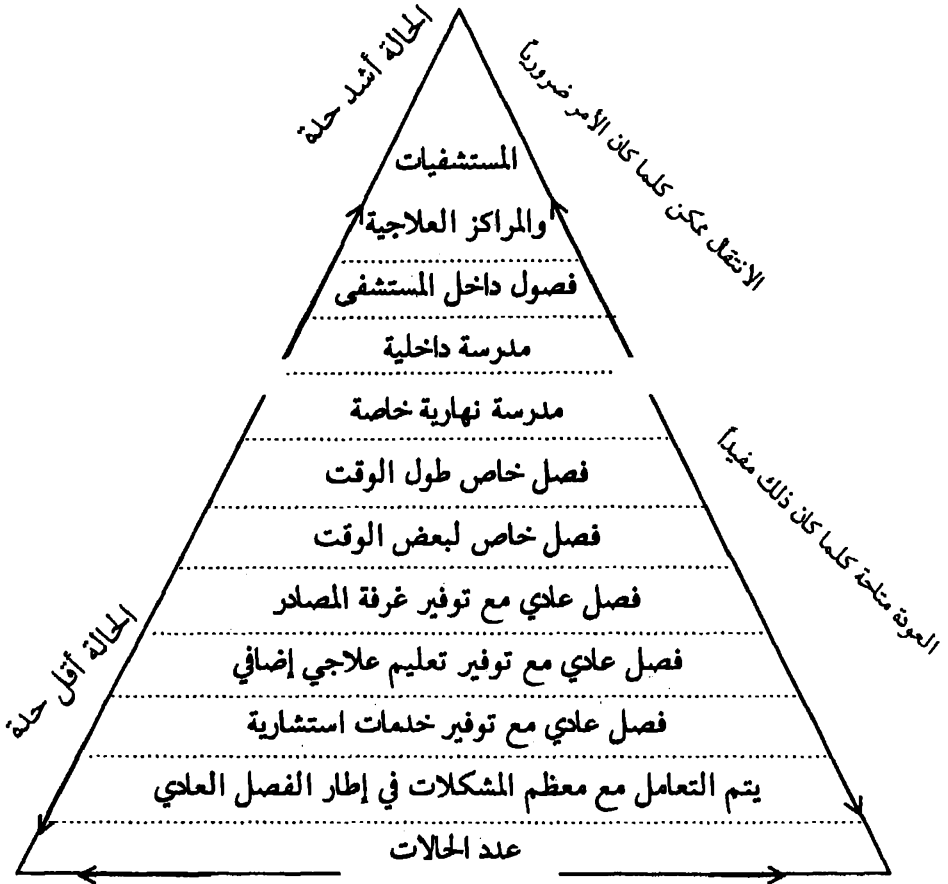 الحالة أشد حدة
الانتقال ممكن كلما كان الأمر ضرورياً
المستشفيات
والمراكز العلاجية
فصول داخل المستشفى
مدرسة داخلية
مدرسة نهارية خاصة
فصل خاص طول الوقت
فصل خاص لبعض الوقت
فصل عادي مع توفير غرفة المصادر
فصل عادي مع توفير تعليم علاجي إضافي
فصل عادي مع توفير خدمات استشارية
يتم التعامل مع معظم المشكلات في إطار الفصل العادي
عدد الحالات
الحالة أقل حدة
العودة متاحة كلما كان ذلك مفيداً